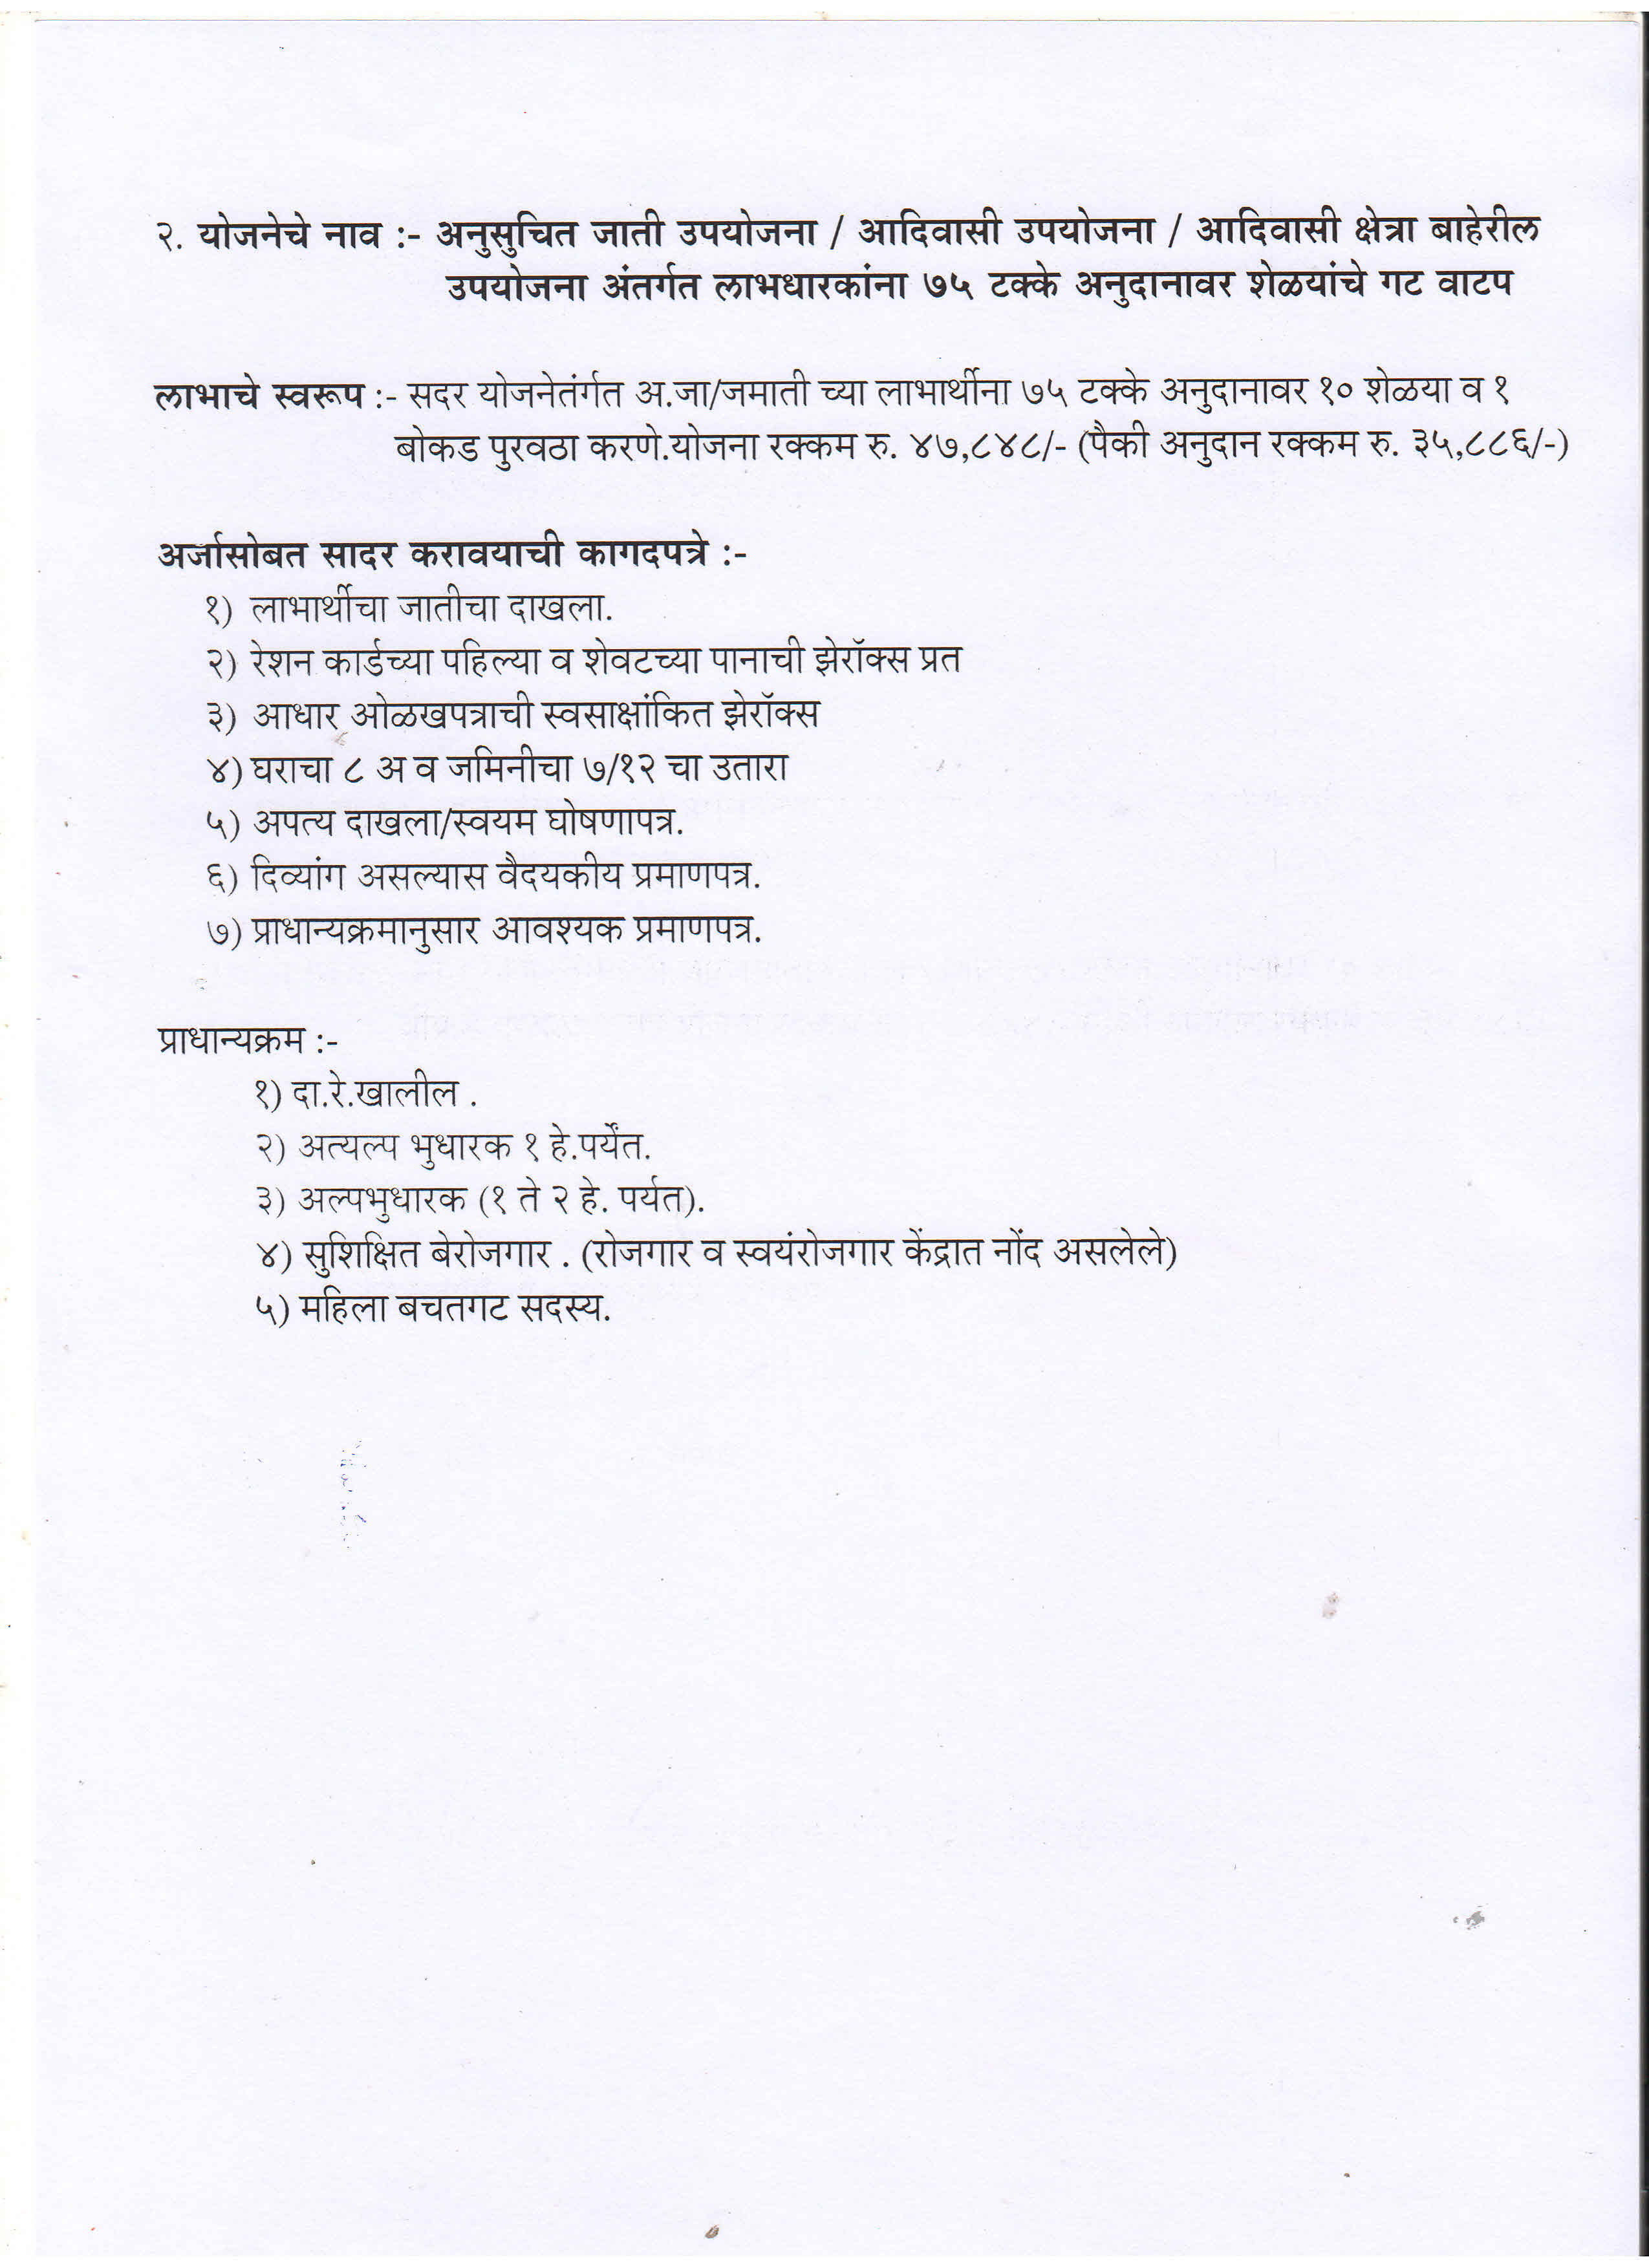 २. योजनेचे नाव :- अनुसुचित जाती उपयोजना / आदिवासी उपयोजना / आदिवासी क्षेत्रा बाहेरील
उपयोजना अंतर्गत लाभधारकांना ७५ टक्के अनुदानावर शेळयांचे गट वाटप
लाभाचे स्वरूप :- सदर योजनेतंर्गत अ.जा/जमाती च्या लाभार्थीना ७५ टक्के अनुदानावर १० शेळया व १
बोकड पुरवठा करणे.योजना रक्कम रु. ४७,८४८/- (पैकी अनुदान रक्कम रु. ३५,८८६/-)
अर्जासोबत सादर करावयाची कागदपत्रे :-
१) लाभार्थीचा जातीचा दाखला.
२) रेशन कार्डच्या पहिल्या व शेवटच्या पानाची झेरॉक्स प्रत
३) आधार ओळखपत्राची स्वसाक्षांकित झेरॉक्स
४) घराचा ८ अ व जमिनीचा ७/१२ चा उतारा
५) अपत्य दाखला/स्वयम घोषणापत्र.
६) दिव्यांग असल्यास वैदयकीय प्रमाणपत्र.
७) प्राधान्यक्रमानुसार आवश्यक प्रमाणपत्र.
प्राधान्यक्रम :-
१) दा.रे.खालील .
२) अत्यल्प भुधारक १ हे.पर्येंत.
३) अल्पभुधारक (१ ते २ हे. पर्यत).
४) सुशिक्षित बेरोजगार . (रोजगार व स्वयंरोजगार केंद्रात नोंद असलेले)
५) महिला बचतगट सदस्य.